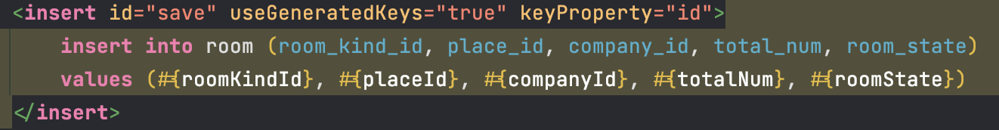 <insert id="save" useGeneratedKeys="true" keyProperty="id">
insert into room (room_kind_id, place_id, company_id, total_num, room_state)
values (#{roomKindId}, #{placeId}, #{companyId}, #{totalNum}, #{roomState})
</insert>